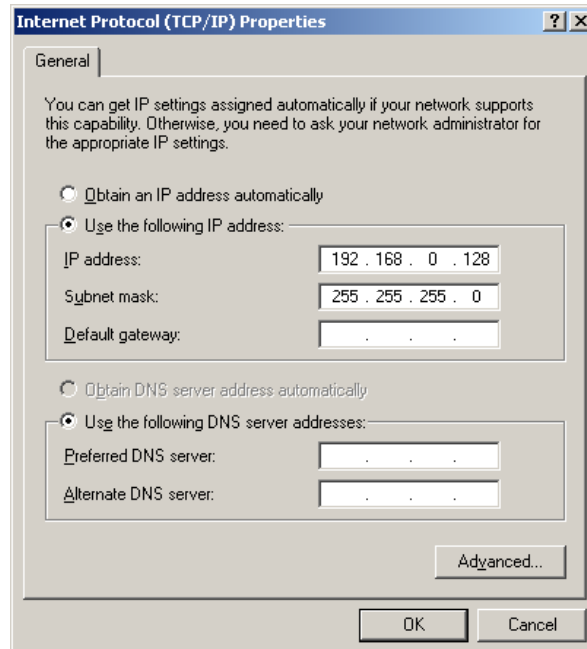 Internet Protocol (TCP/IP) Properties
General
You can get IP settings assigned automatically if your network supports
this capability. Otherwise, you need to ask your network administrator for
the appropriate IP settings.
Obtain an IP address automatically
Use the following IP address:
IP address: 192 . 168 . 0 . 128
Subnet mask: 255 . 255 . 255 . 0
Default gateway: . . .
Obtain DNS server address automatically
Use the following DNS server addresses:
Preferred DNS server: . . .
Alternate DNS server: . . .
Advanced...
OK Cancel